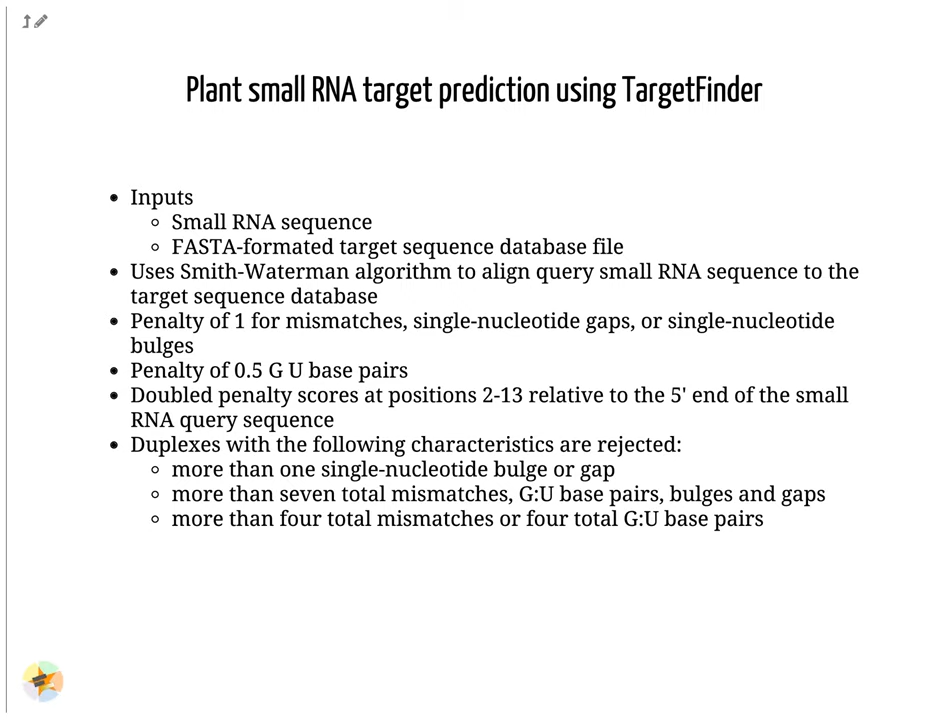 Plant small RNA target prediction using TargetFinder
Inputs
Small RNA sequence
FASTA-formated target sequence database file
Uses Smith-Waterman algorithm to align query small RNA sequence to the
target sequence database
Penalty of 1 for mismatches, single-nucleotide gaps, or single-nucleotide
bulges
Penalty of 0.5 G U base pairs
Doubled penalty scores at positions 2-13 relative to the 5' end of the small
RNA query sequence
Duplexes with the following characteristics are rejected:
more than one single-nucleotide bulge or gap
more than seven total mismatches, G:U base pairs, bulges and gaps
more than four total mismatches or four total G:U base pairs